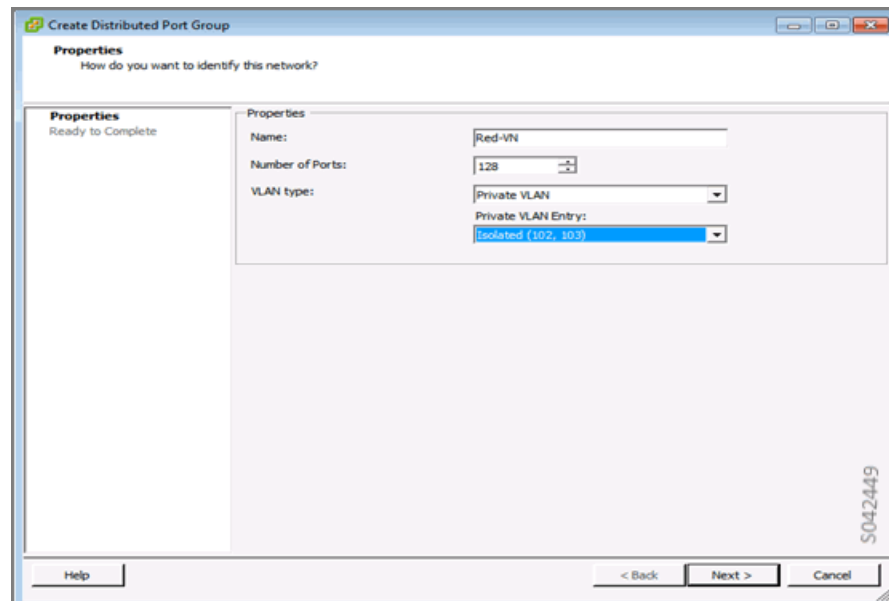 Create Distributed Port Group
Properties
How do you want to identify this network?
Properties
Ready to Complete
Properties
Name:
Red-VN
Number of Ports:
128
VLAN type:
Private VLAN
Private VLAN Entry:
Isolated (102, 103)
S042449
Help
< Back
Next >
Cancel